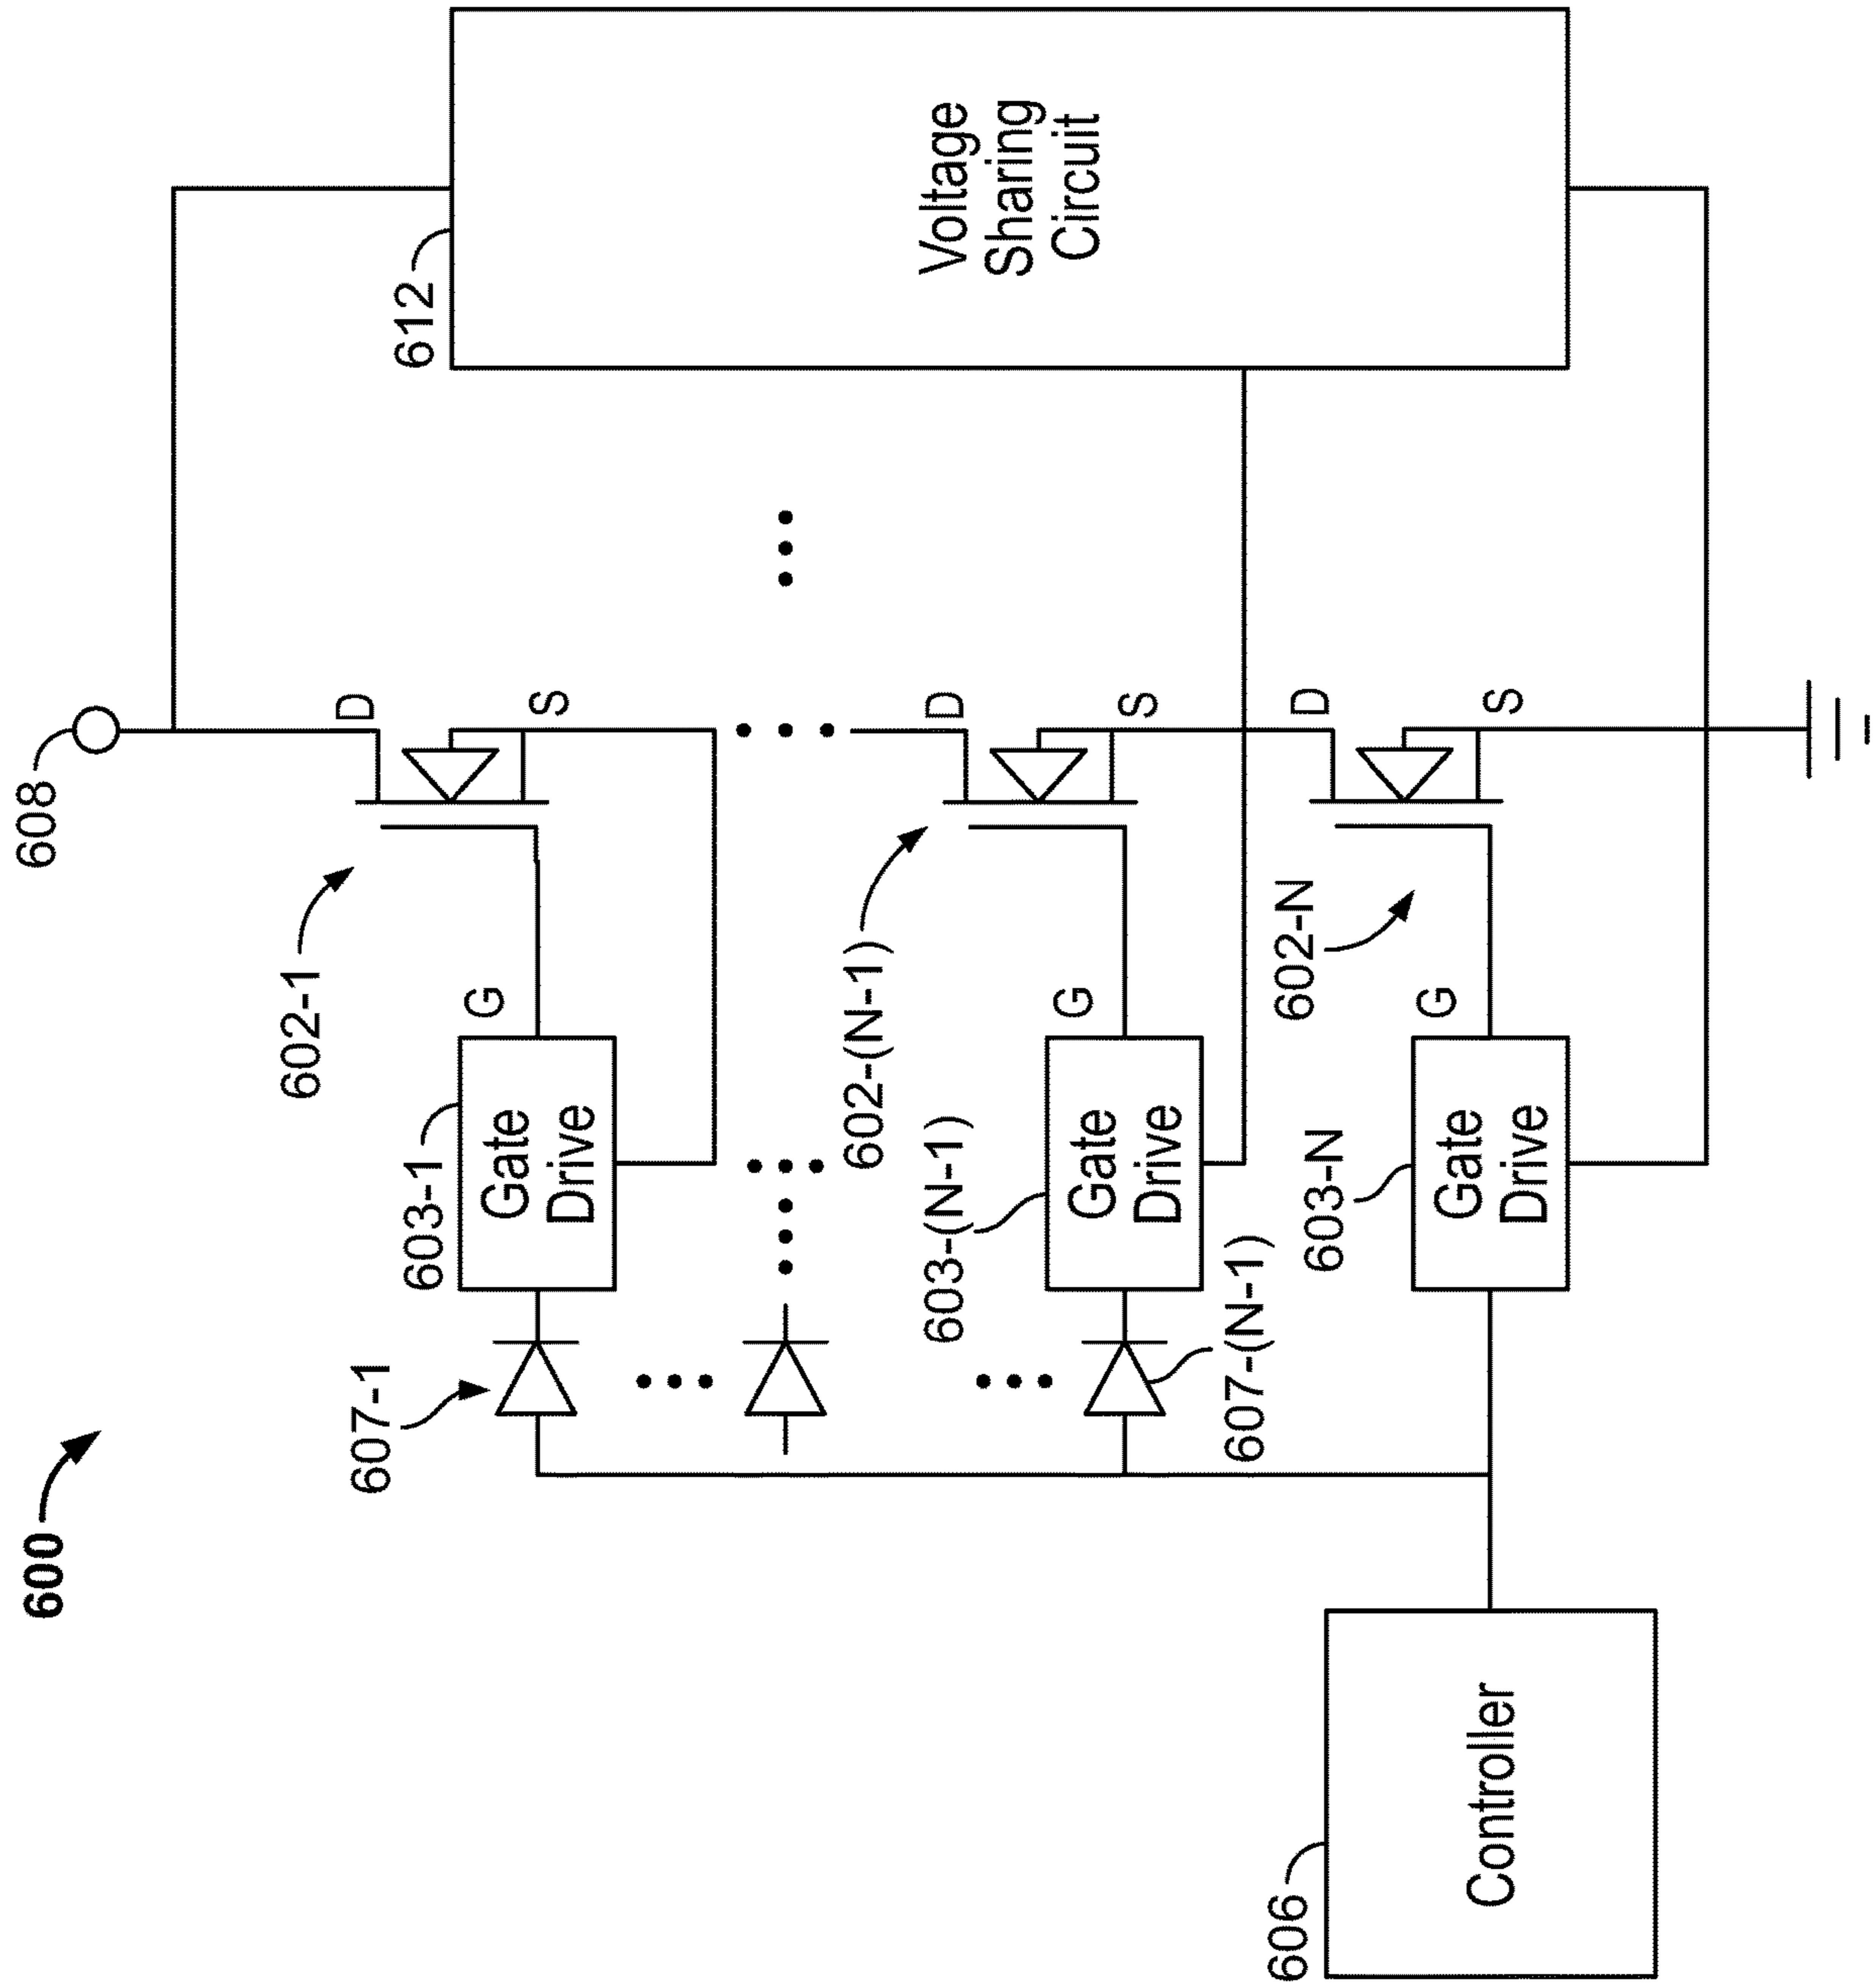 600
608
602-1
D
S
G
603-1
Gate
Drive
607-1
612
Voltage
Sharing
Circuit
602-(N-1)
D
S
G
603-(N-1)
Gate
Drive
607-(N-1)
602-N
D
S
G
603-N
Gate
Drive
606
Controller